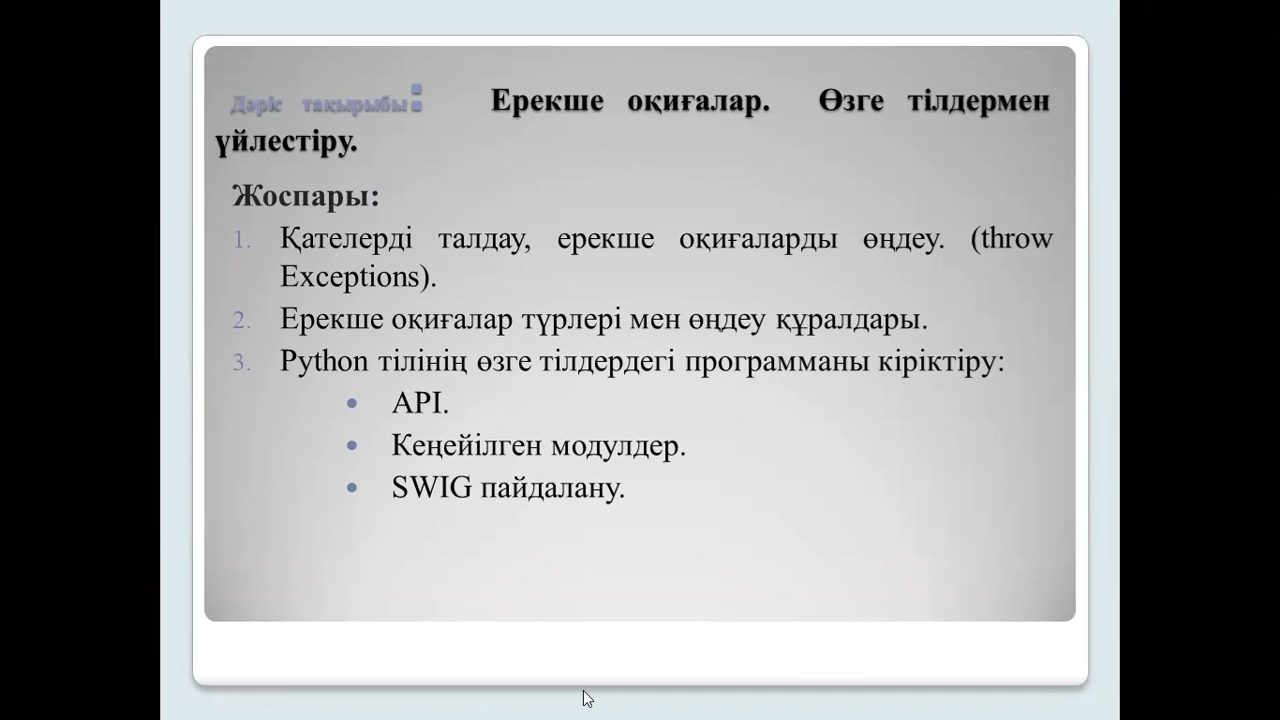 Дәріс тақырыбы: Ерекше оқиғалар. Өзге тілдермен
үйлестіру.
Жоспары:
1. Қателерді талдау, ерекше оқиғаларды өңдеу. (throw
Exceptions).
2. Ерекше оқиғалар түрлері мен өңдеу құралдары.
3. Python тілінің өзге тілдердегі программаны кіріктіру:
• API.
• Кеңейілген модулдер.
• SWIG пайдалану.